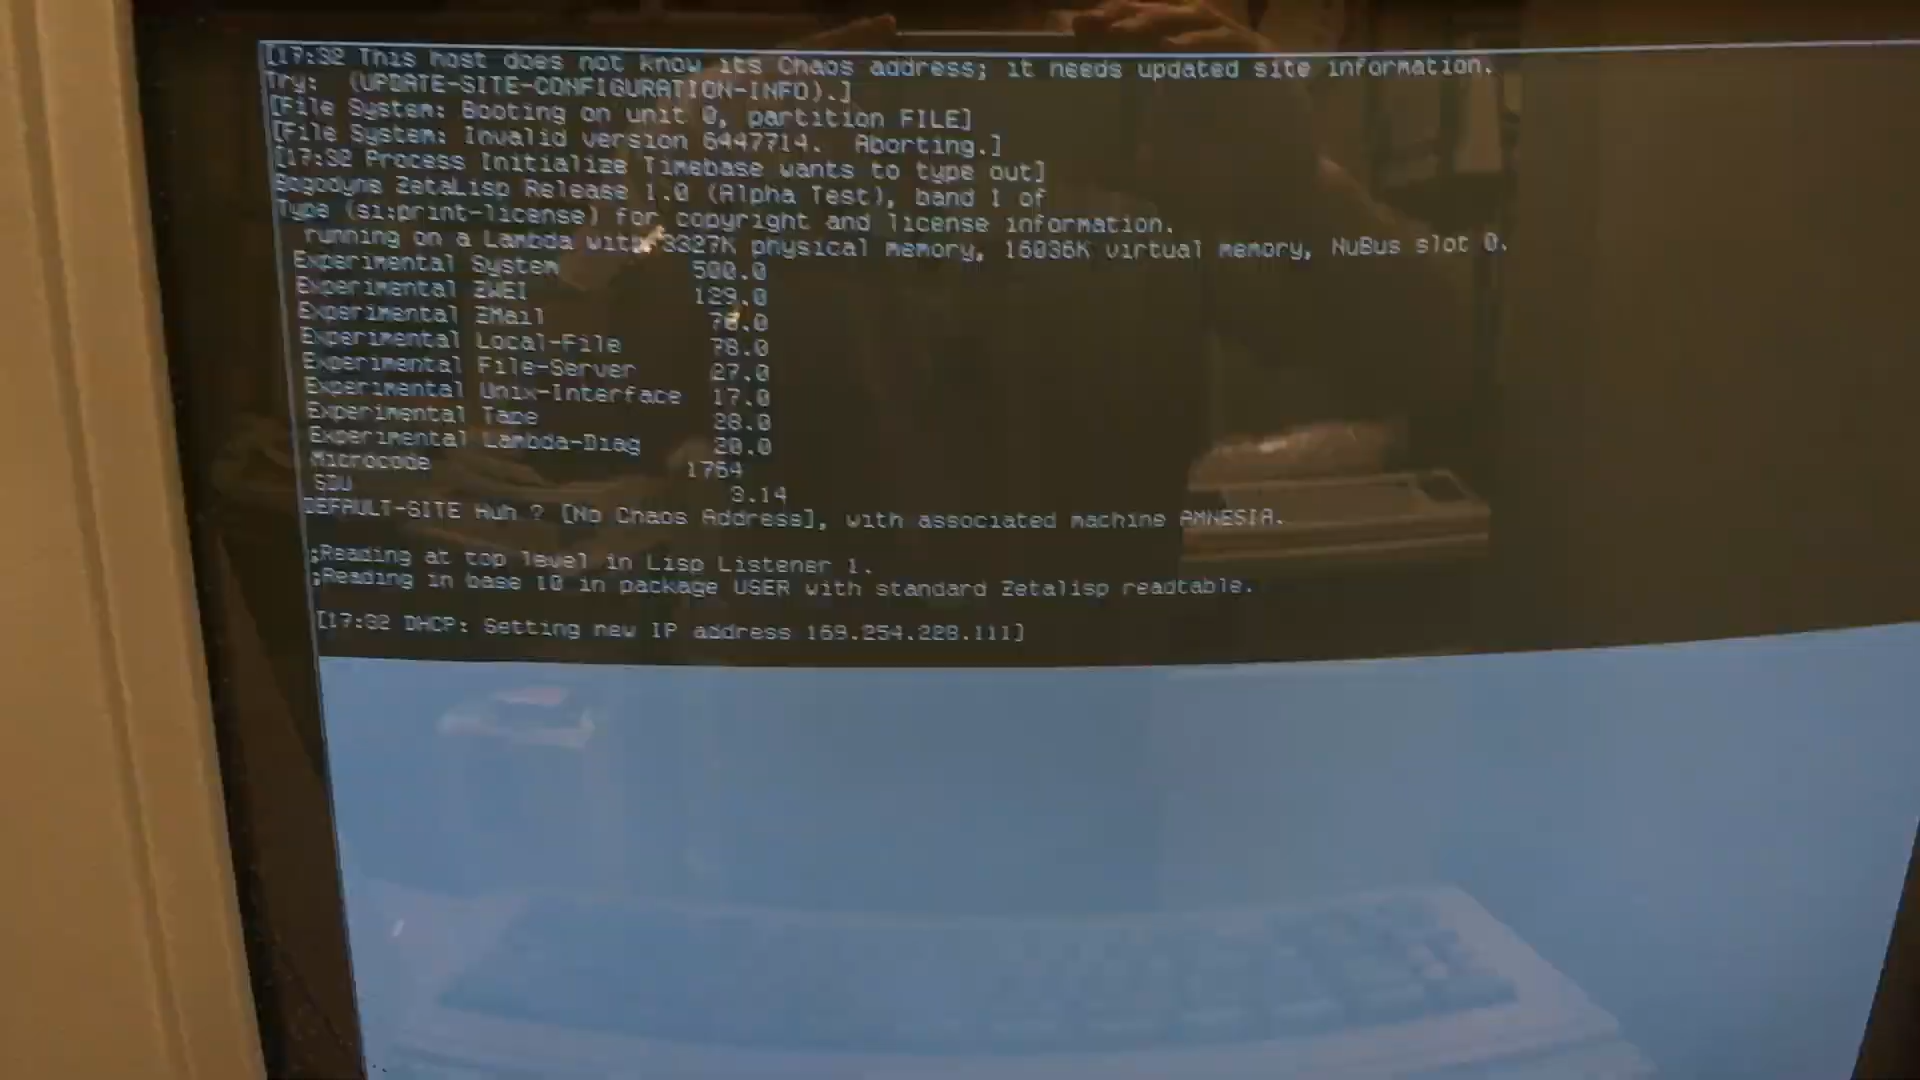 [17:32 This host does not know its Chaos address; it needs updated site information.
Try:  (UPDATE-SITE-CONFIGURATION-INFO).]
[File System: Booting on unit 0, partition FILE]
[File System: Invalid version 6447714.  Aborting.]
[17:32 Process Initialize Timebase wants to type out]
ZetaLisp Release 1.0 (Alpha Test), band 1 of
Type (si:print-license) for copyright and license information.
running on a Lambda with 3327K physical memory, 16036K virtual memory, NuBus slot 0.
Experimental System 500.0
Experimental ZWEI 129.0
Experimental ZMail
Experimental Local-File 78.0
Experimental File-Server 27.0
Experimental Unix-Interface 17.0
Experimental Tape 28.0
Experimental Lambda-Diag 20.0
Microcode 1764
SDU 3.14
DEFAULT-SITE Huh ? [No Chaos Address], with associated machine AMNESIA.
;Reading at top level in Lisp Listener 1.
;Reading in base 10 in package USER with standard Zetalisp readtable.
[17:32 DHCP: Setting new IP address 169.254.228.111]